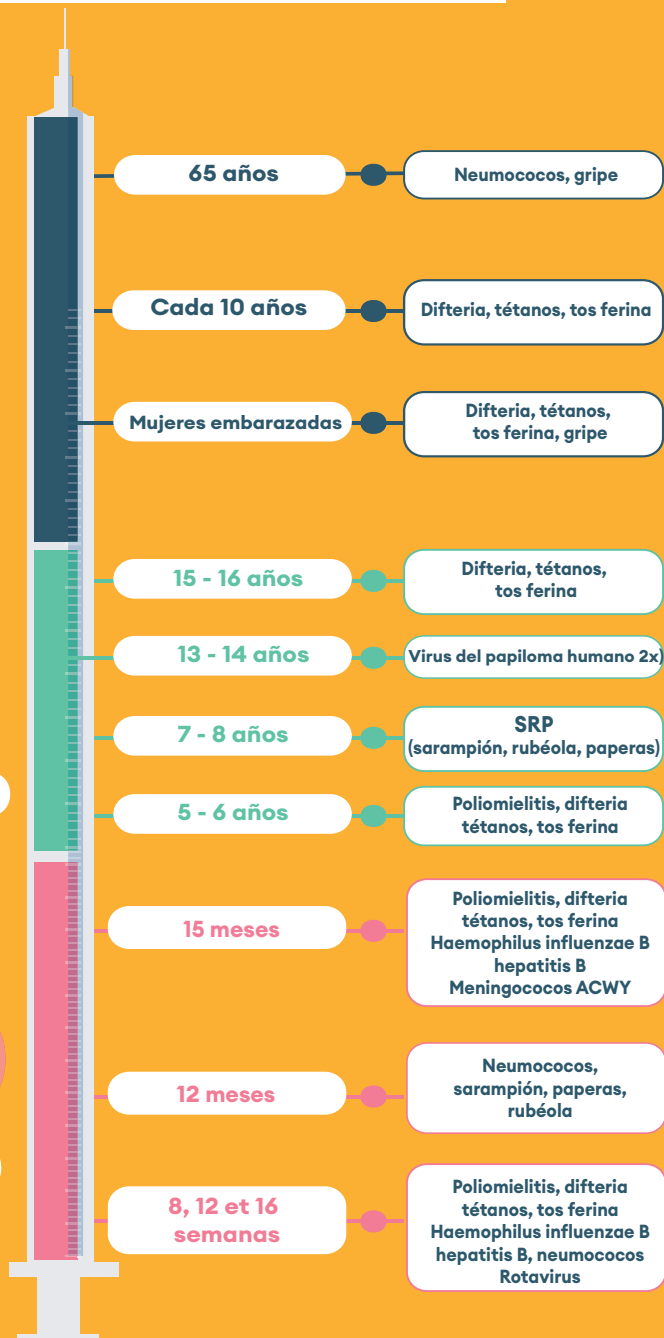 65 años
Neumococos, gripe
Cada 10 años
Difteria, tétanos, tos ferina
Mujeres embarazadas
Difteria, tétanos,
tos ferina, gripe
15 - 16 años
Difteria, tétanos,
tos ferina
13 - 14 años
Virus del papiloma humano 2x)
7 - 8 años
SRP
(sarampión, rubéola, paperas)
5 - 6 años
Poliomielitis, difteria
tétanos, tos ferina
15 meses
Poliomielitis, difteria
tétanos, tos ferina
Haemophilus influenzae B
hepatitis B
Meningococos ACWY
12 meses
Neumococos,
sarampión, paperas,
rubéola
8, 12 et 16
semanas
Poliomielitis, difteria
tétanos, tos ferina
Haemophilus influenzae B
hepatitis B, neumococos
Rotavirus